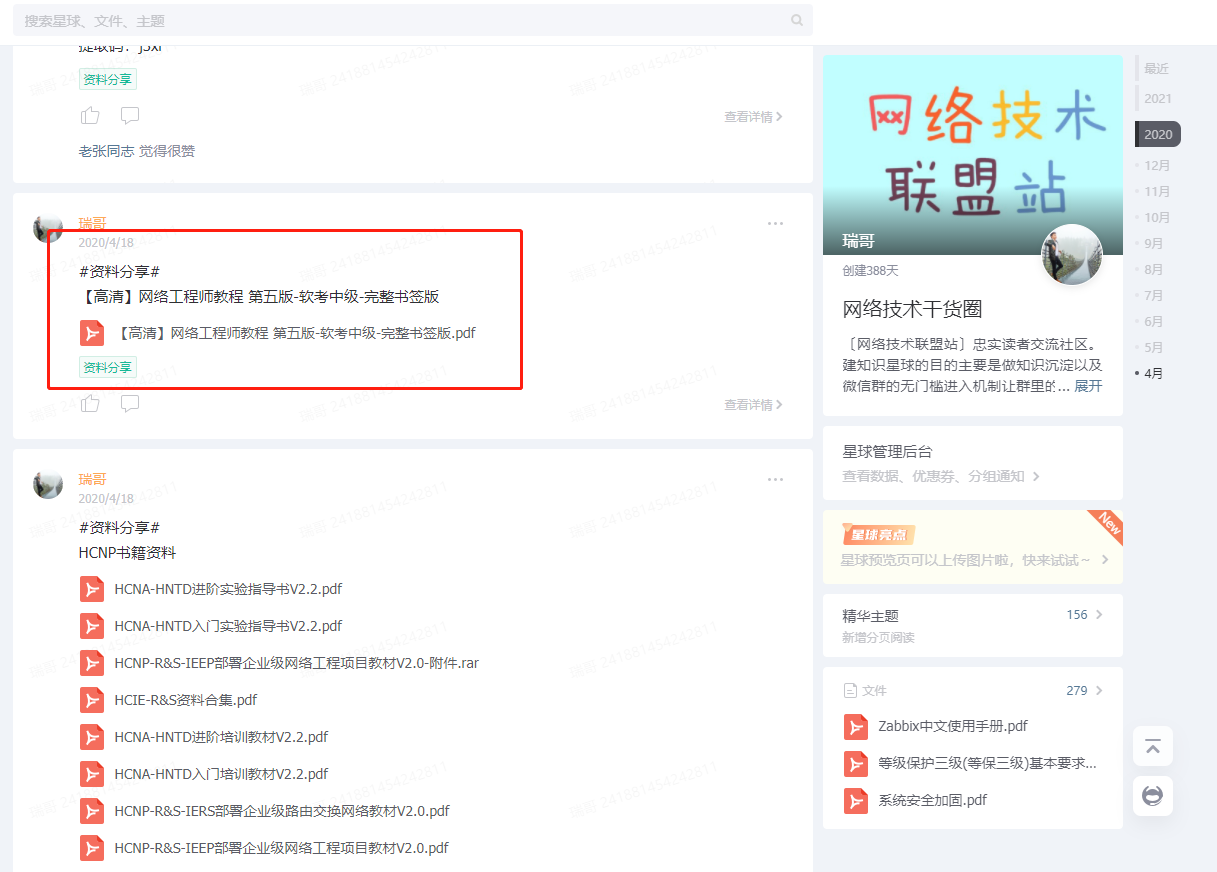 搜索星球、文件、主题
提取码：j5xr
资料分享
查看详情
老张同志 觉得很赞
瑞哥
2020/4/18
#资料分享#
【高清】网络工程师教程 第五版-软考中级-完整书签版
【高清】网络工程师教程 第五版-软考中级-完整书签版.pdf
资料分享
查看详情
瑞哥
2020/4/18
#资料分享#
HCNP书籍资料
HCNA-HNTD进阶实验指导书V2.2.pdf
HCNA-HNTD入门实验指导书V2.2.pdf
HCNP-R&S-IEEP部署企业级网络工程项目教材V2.0-附件.rar
HCIE-R&S资料合集.pdf
HCNA-HNTD进阶培训教材V2.2.pdf
HCNA-HNTD入门培训教材V2.2.pdf
HCNP-R&S-IERS部署企业级路由交换网络教材V2.0.pdf
HCNP-R&S-IEEP部署企业级网络工程项目教材V2.0.pdf
网络技术
联盟站
瑞哥
创建388天
网络技术干货圈
〔网络技术联盟站〕忠实读者交流社区。
建知识星球的目的主要是做知识沉淀以及
微信群的无门槛进入机制让群里的... 展开
星球管理后台
查看数据、优惠券、分组通知
星球亮点
New
星球预览页可以上传图片啦，快来试试~
精华主题
156
新增分页阅读
文件
279
Zabbix中文使用手册.pdf
等级保护三级(等保三级)基本要求...
系统安全加固.pdf
最近
2021
2020
12月
11月
10月
9月
8月
7月
6月
5月
4月
瑞哥 241881454242811